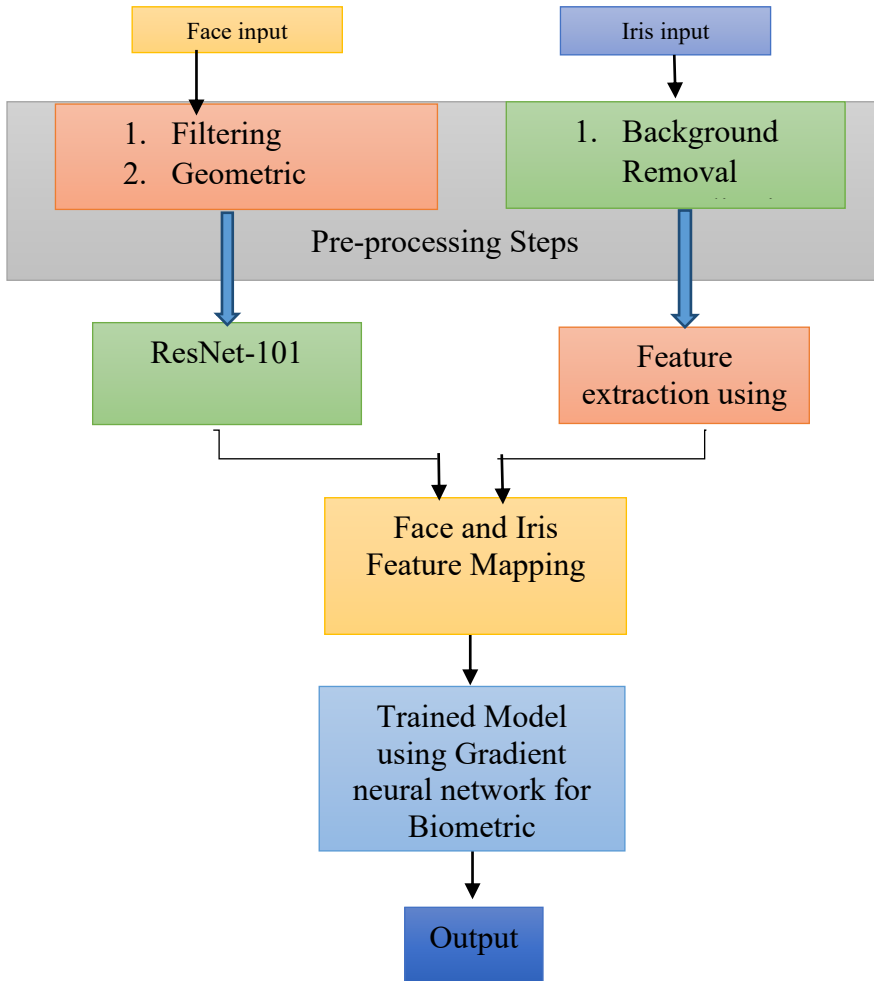 Face input
Iris input
1. Filtering
2. Geometric
1. Background
Removal
Pre-processing Steps
ResNet-101
Feature
extraction using
Face and Iris
Feature Mapping
Trained Model
using Gradient
neural network for
Biometric
Output